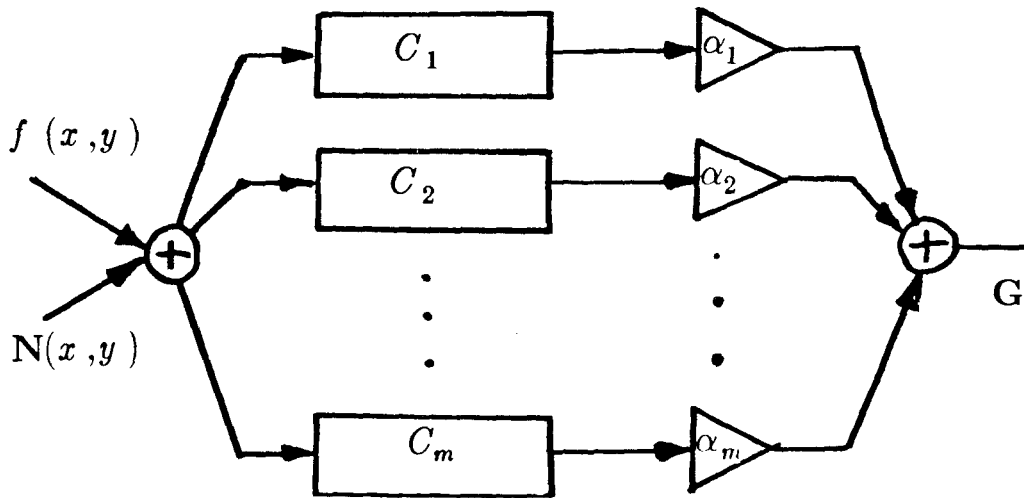 C₁
α₁
f (x ,y )
C₂
α₂
+
+
G
N(x ,y )
Cₘ
αₘ